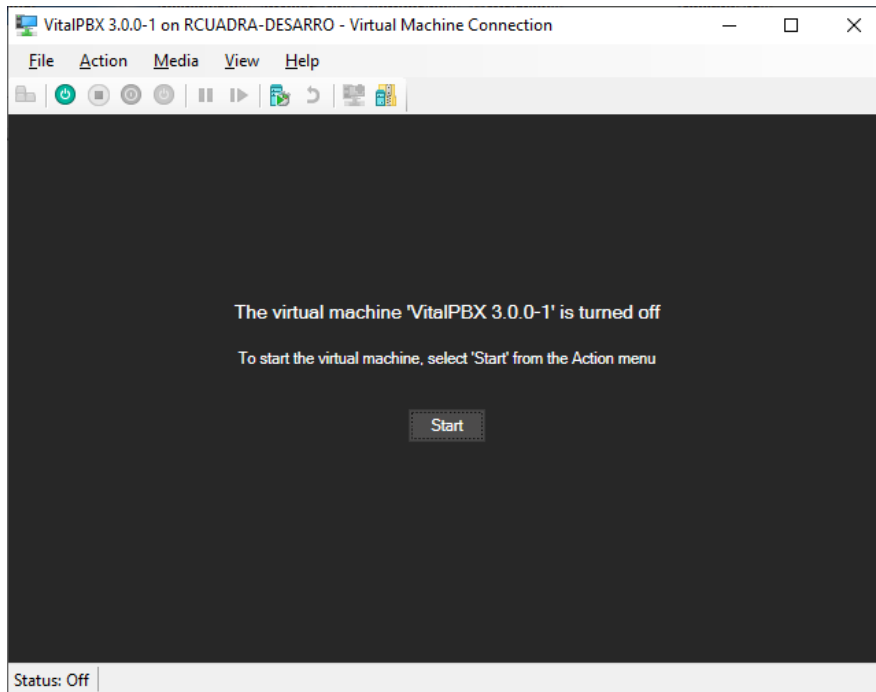 VitalPBX 3.0.0-1 on RCUADRA-DESARRO - Virtual Machine Connection
File Action Media View Help
The virtual machine 'VitalPBX 3.0.0-1' is turned off
To start the virtual machine, select 'Start' from the Action menu
Start
Status: Off